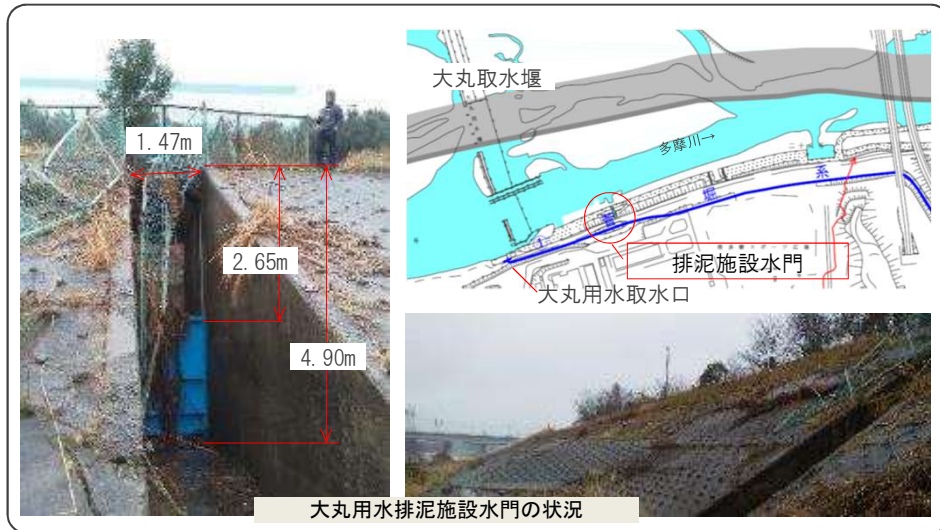 1.47m
2.65m
4.90m
大丸取水堰
多摩川→
系
堀
排泥施設水門
大丸用水取水口
大丸用水排泥施設水門の状況